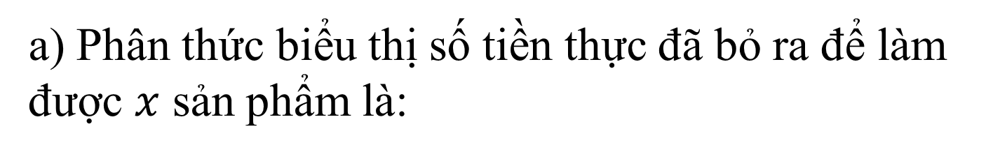 a) Phân thức biểu thị số tiền thực đã bỏ ra để làm
được x sản phẩm là: